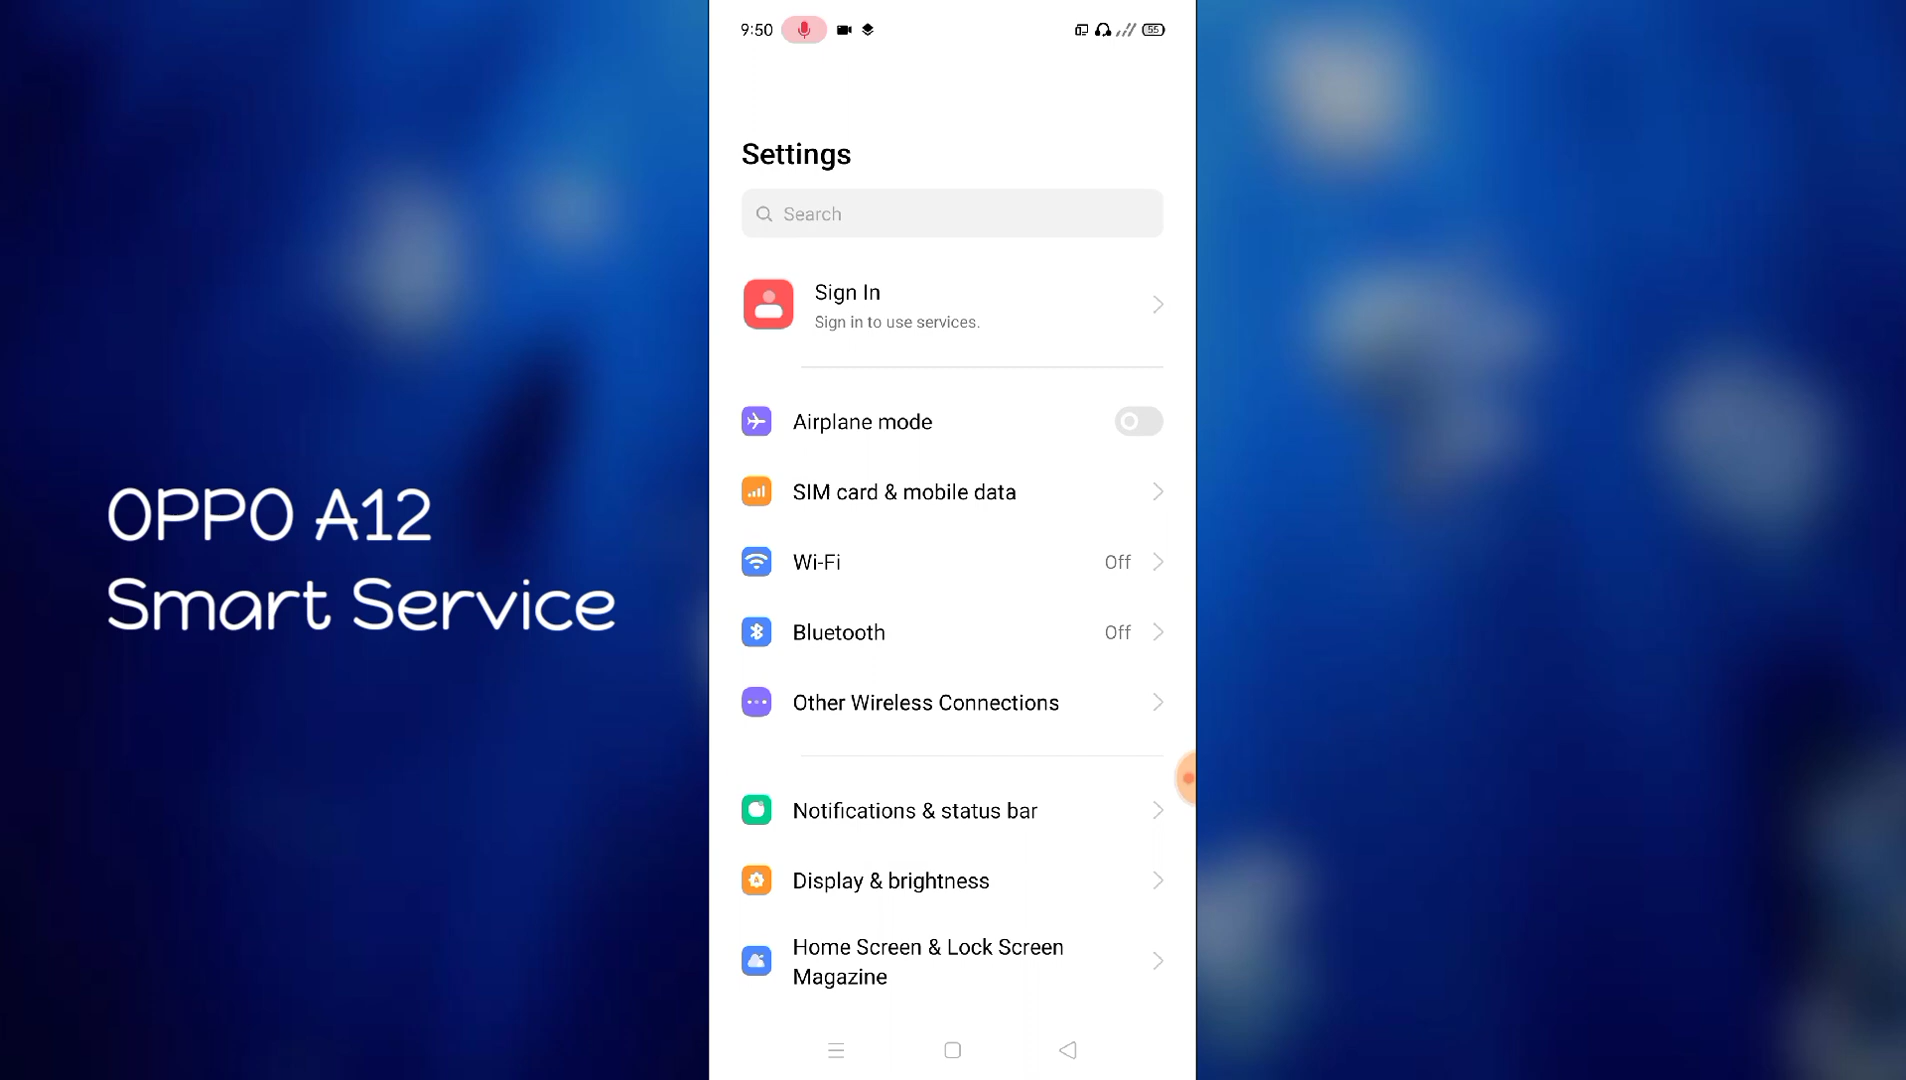 9:50
55
Settings
Search
Sign In
Sign in to use services.
Airplane mode
SIM card & mobile data
Wi-Fi Off
Bluetooth Off
Other Wireless Connections
Notifications & status bar
Display & brightness
Home Screen & Lock Screen
Magazine
OPPO A12
Smart Service